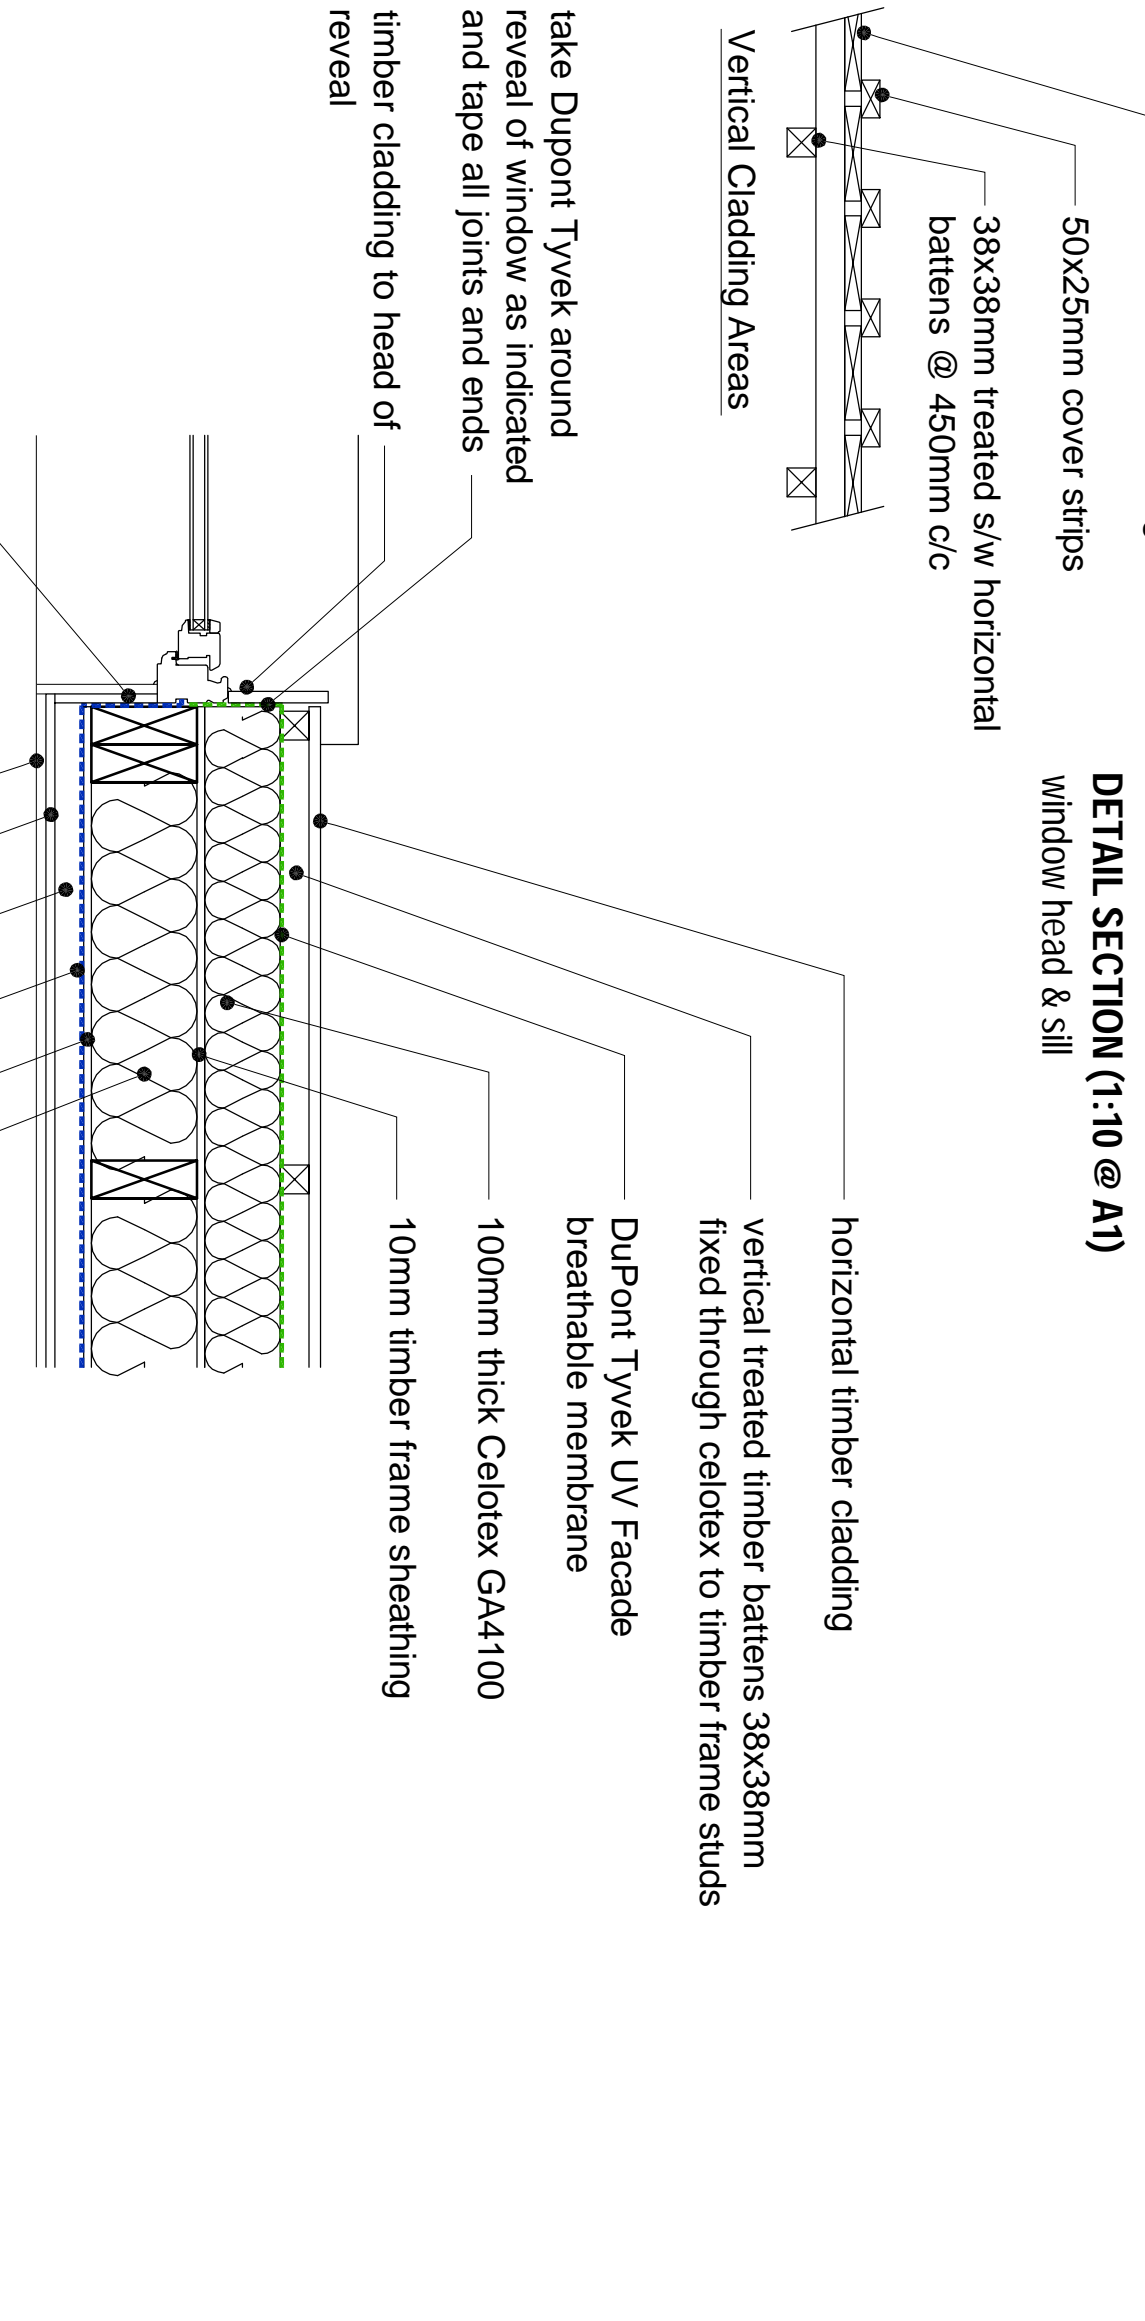 50x25mm cover strips
38x38mm treated s/w horizontal
battens @ 450mm c/c
Vertical Cladding Areas
DETAIL SECTION (1:10 @ A1)
window head & sill
take Dupont Tyvek around
reveal of window as indicated
and tape all joints and ends
timber cladding to head of
reveal
horizontal timber cladding
vertical treated timber battens 38x38mm
fixed through celotex to timber frame studs
DuPont Tyvek UV Facade
breathable membrane
100mm thick Celotex GA4100
10mm timber frame sheathing